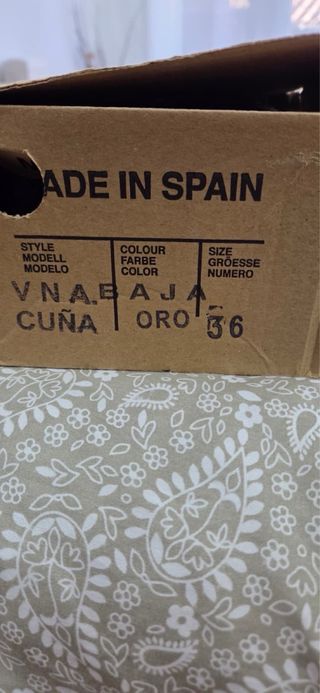 ADE IN SPAIN
STYLE COLOUR SIZE
MODELL FARBE GRÖESSE
MODELO COLOR NUMERO
VNA.BAJA
CUÑA ORO 36